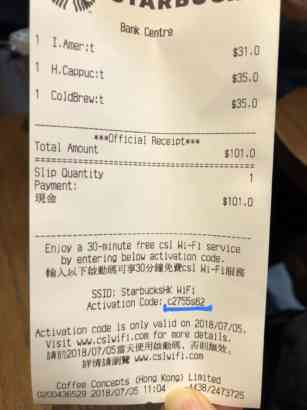 STARBUCKS
Bank Centre
1 I.Amer:t $31.0
1 H.Cappuc:t $35.0
1 ColdBrew:t $35.0
***Official Receipt***
Total Amount $101.0
Slip Quantity 1
Payment:
現金 $101.0
Enjoy a 30-minute free csl Wi-Fi service
by entering below activation code.
輸入以下啟動碼可享30分鐘免費csl Wi-Fi服務
SSID: StarbucksHK WiFi
Activation Code: c2755s62
Activation code is only valid on 2018/07/05.
Visit www.cslwifi.com for more details.
請於2018/07/05當天使用啟動碼，否則無效。
詳情請瀏覽 www.cslwifi.com
Coffee Concepts (Hong Kong) Limited
0200436529 2018/07/05 11:04 4438/2473725